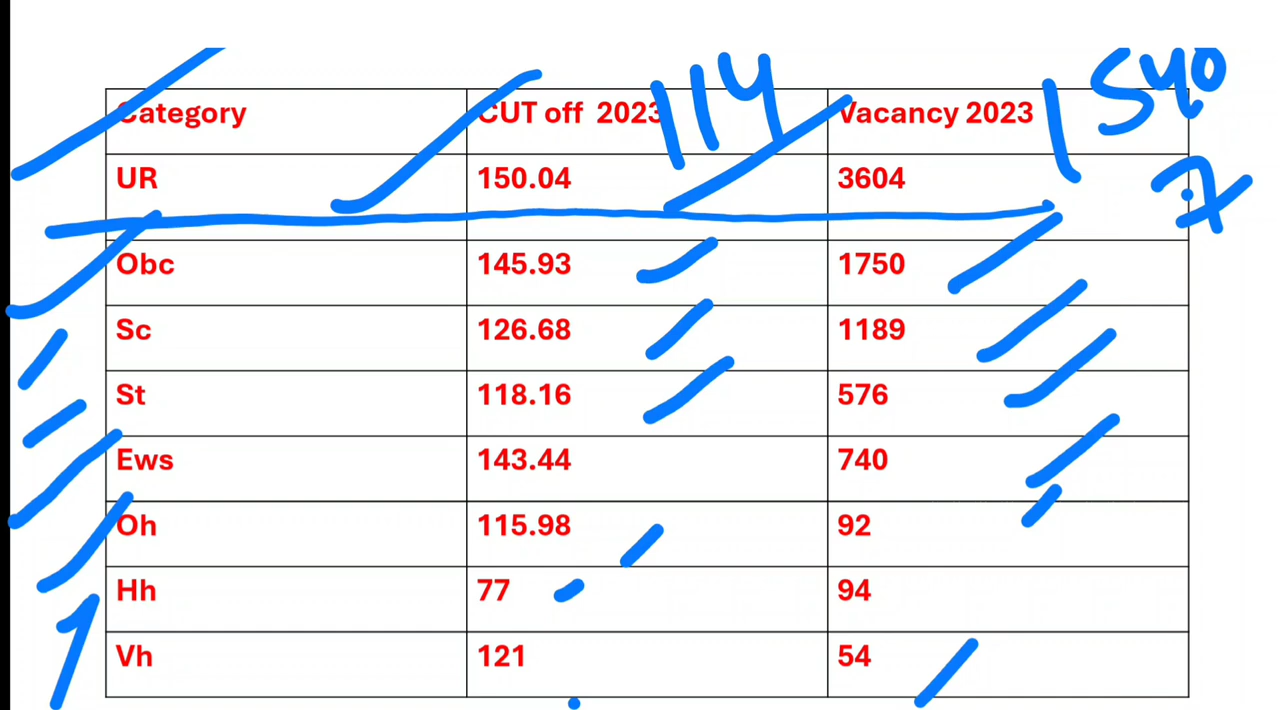 114 1540
Category CUT off 2023 Vacancy 2023
7
UR 150.04 3604
Obc 145.93 1750
Sc 126.68 1189
St 118.16 576
Ews 143.44 740
Oh 115.98 92
Hh 77 94
Vh 121 54